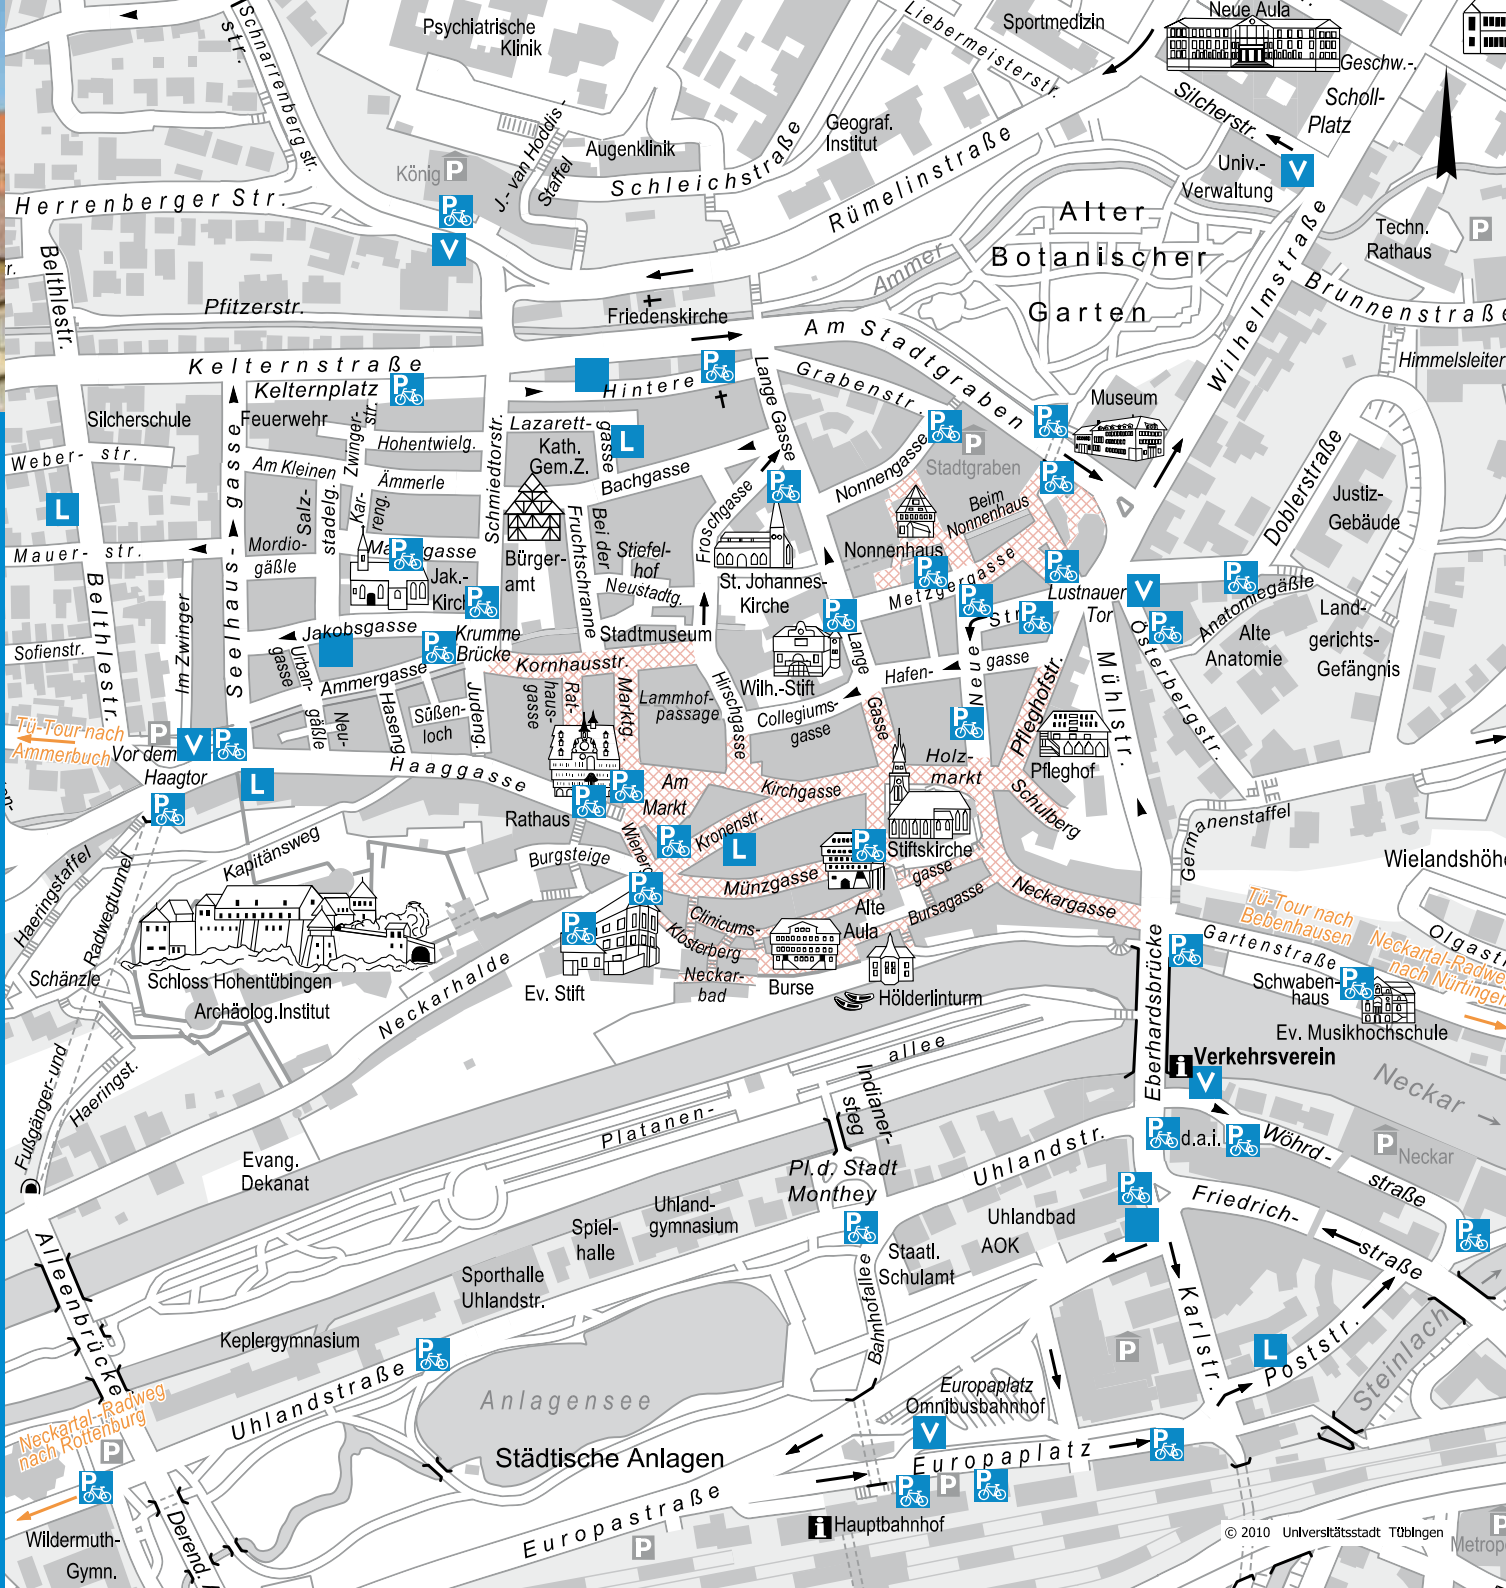 Psychiatrische
Klinik
Sportmedizin
Neue Aula
Liebermeisterstr.
Geschw.-
Scholl-
Platz
Silcherstr.
Schnarrenberg str.
str.
J.- van Hoddis -
Staffel
Augenklinik
Geograf.
Institut
König P
Schleichstraße
Rümelinstraße
Univ.-
Verwaltung
V
Herrenberger Str.
P
V
Alter
Botanischer
Garten
Techn.
Rathaus
P
Belthlestr.
Ammer
Wilhelmstraße
Brunnenstraße
Pfitzerstr.
Friedenskirche
Am Stadtgraben
Himmelsleiter
Kelternstraße
Kelternplatz
P
Hintere
P
Grabenstr.
Lange Gasse
Museum
Silcherschule
Feuerwehr
Zwinger-
str.
Hohentwielg.
Lazarett-
gasse
L
Kath.
Gem.Z.
P
P
Stadtgraben
P
Weber- str.
Am Kleinen
Ämmerle
Schmiedtorstr.
Bachgasse
Nonnengasse
P
Doblerstraße
Justiz-
Gebäude
L
Salz-
stadelg.
Kar-
reng.
Froschgasse
P
Beim
Nonnenhaus
Mauer- str.
Mordio-
gäßle
P
Jak.-
Bürger-
amt
Fruchtschranne
Bei der
Stiefel-
hof
Neustadtg.
St. Johannes-
Kirche
Nonnenhaus
Metzgergasse
P
P
Lustnauer
Tor
V
P
Anatomiegäßle
Alte
Anatomie
Land-
gerichts-
Gefängnis
Belthlestr.
Im Zwinger
Seelhaus-gasse
Sofienstr.
Jakobsgasse
P
Krumme
Brücke
P
Stadtmuseum
P
P
P
P
Österbergstr.
Kornhausstr.
Wilh.-Stift
Lange
Gasse
Hafen-
gasse
Neue
Str.
Mühlstr.
Urban-
gasse
Ammergasse
Haseng.
Süßen-
loch
Neu-
gäßle
Judeng.
Rat-
haus-
gasse
Marktg.
Lammhof-
passage
Hirschgasse
Collegiums-
gasse
P
Pfleghofstr.
Pfleghof
Tü-Tour nach
Ammerbuch
P
Vor dem
Haagtor
V
P
L
Haaggasse
Am
Markt
P
P
Kirchgasse
Holz-
markt
Schulberg
P
Rathaus
Kronenstr.
P
L
Stiftskirche
P
Germanenstaffel
Wielandshöhe
Haeringstaffel
Radwegtunnel
Kapitänsweg
Burgsteige
Münzgasse
gasse
Neckargasse
Bursagasse
Alte
Aula
P
P
Clinicums-
Klosterberg
Neckar-
bad
Burse
Hölderlinturm
Ev. Stift
Tü-Tour nach
Bebenhausen
Olgastr.
Neckartal-Radweg
nach Nürtingen
Gartenstraße
P
Schwaben-
haus
P
Ev. Musikhochschule
Schänzle
Schloss Hohentübingen
Archäolog.Institut
Neckarhalde
Eberhardsbrücke
i Verkehrsverein
V
Neckar
Fußgänger-und
Haeringst.
Platanen-
allee
Indianer-
steg
P
d.a.i.
P
Wöhrd-
straße
P
Neckar
Evang.
Dekanat
Pl.d. Stadt
Monthey
Uhlandstr.
P
Friedrich-
straße
P
Uhland-
gymnasium
Spiel-
halle
P
Uhlandbad
AOK
Staatl.
Schulamt
Allenbrücke
Sporthalle
Uhlandstr.
Bahnhofallee
Karlstr.
Keplergymnasium
P
P
L
Poststr.
Steinlach
Uhlandstraße
Anlagensee
Europaplatz
Omnibusbahnhof
V
Neckartal-Radweg
nach Rottenburg
P
P
Städtische Anlagen
Europaplatz
P
P
P
P
Derend.
Europastraße
i Hauptbahnhof
P
Wildermuth-
Gymn.
© 2010 Universitätsstadt Tübingen
P